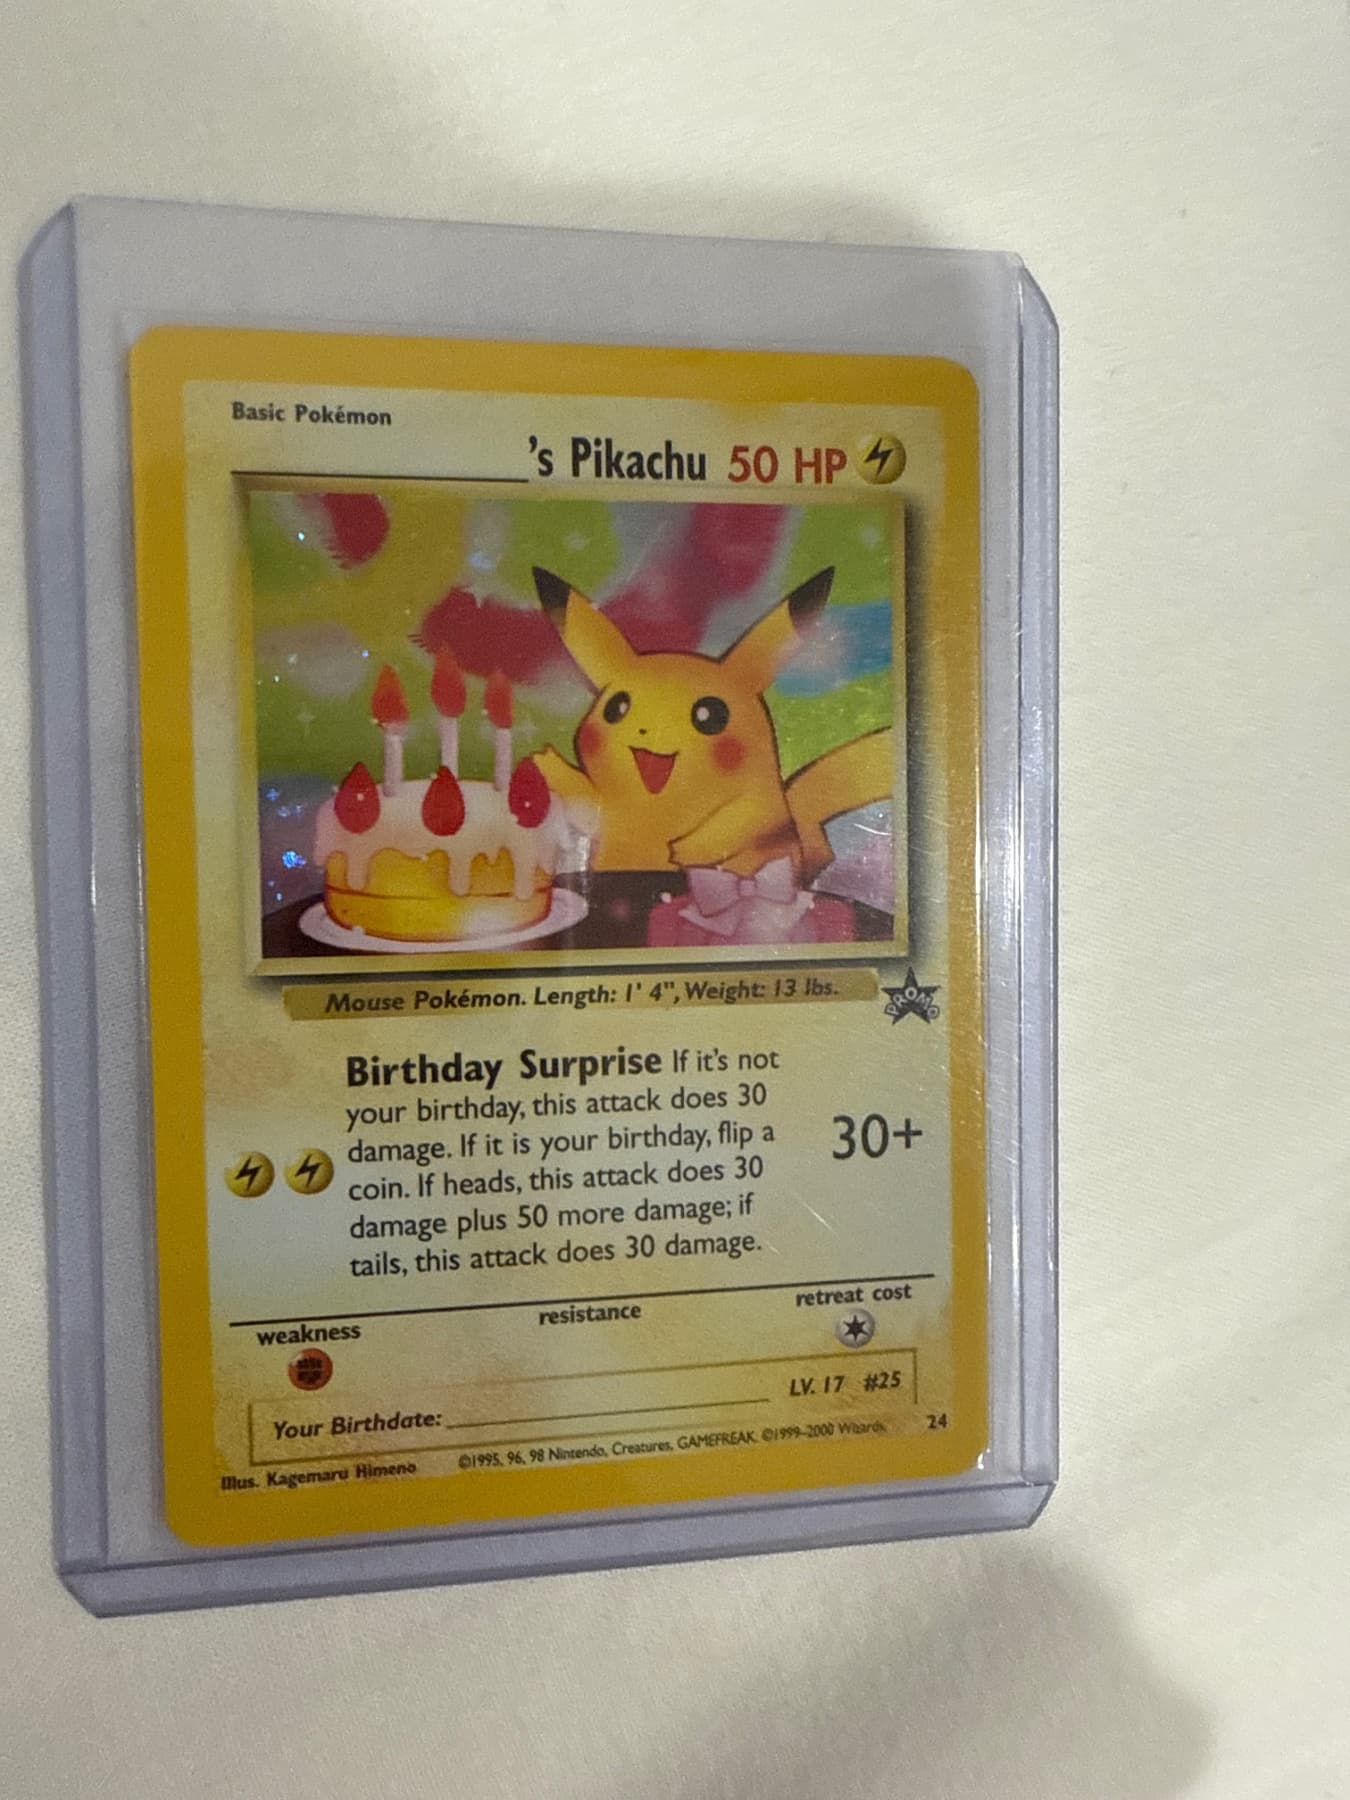 Basic Pokémon
____'s Pikachu 50 HP
Mouse Pokémon. Length: 1' 4", Weight: 13 lbs.
PROMO
Birthday Surprise If it's not
your birthday, this attack does 30
damage. If it is your birthday, flip a
coin. If heads, this attack does 30
damage plus 50 more damage; if
tails, this attack does 30 damage.
30+
weakness
resistance
retreat cost
LV. 17 #25
Your Birthdate:____
Illus. Kagemaru Himeno
©1995, 96, 98 Nintendo, Creatures, GAMEFREAK. ©1999-2000 Wizards.
24